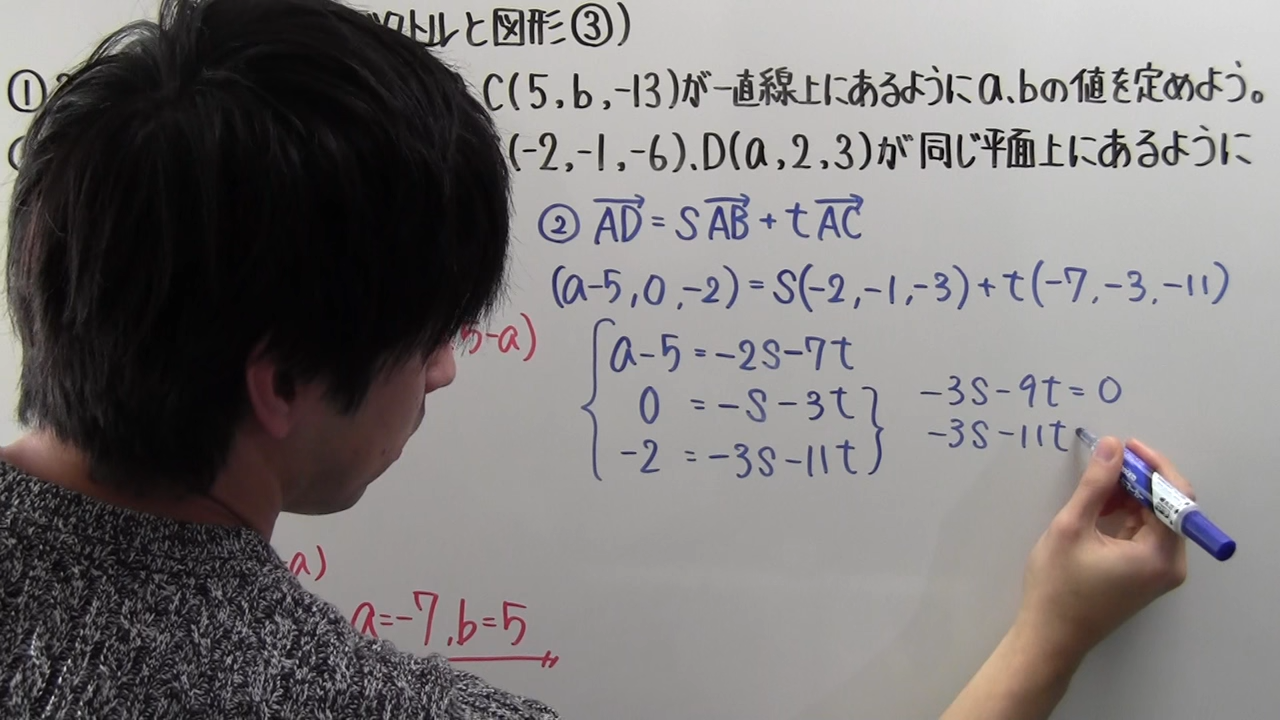 トルと図形③)
① C(5,b,-13)が一直線上にあるようにa.bの値を定めよう。
(-2,-1,-6).D(a,2,3)が同じ平面上にあるように
② AD=sAB+tAC
(a-5,0,-2)=s(-2,-1,-3)+t(-7,-3,-11)
5-a)
a-5=-2s-7t
0=-s-3t
-2=-3s-11t
-3s-9t=0
-3s-11t
a)
a=-7,b=5